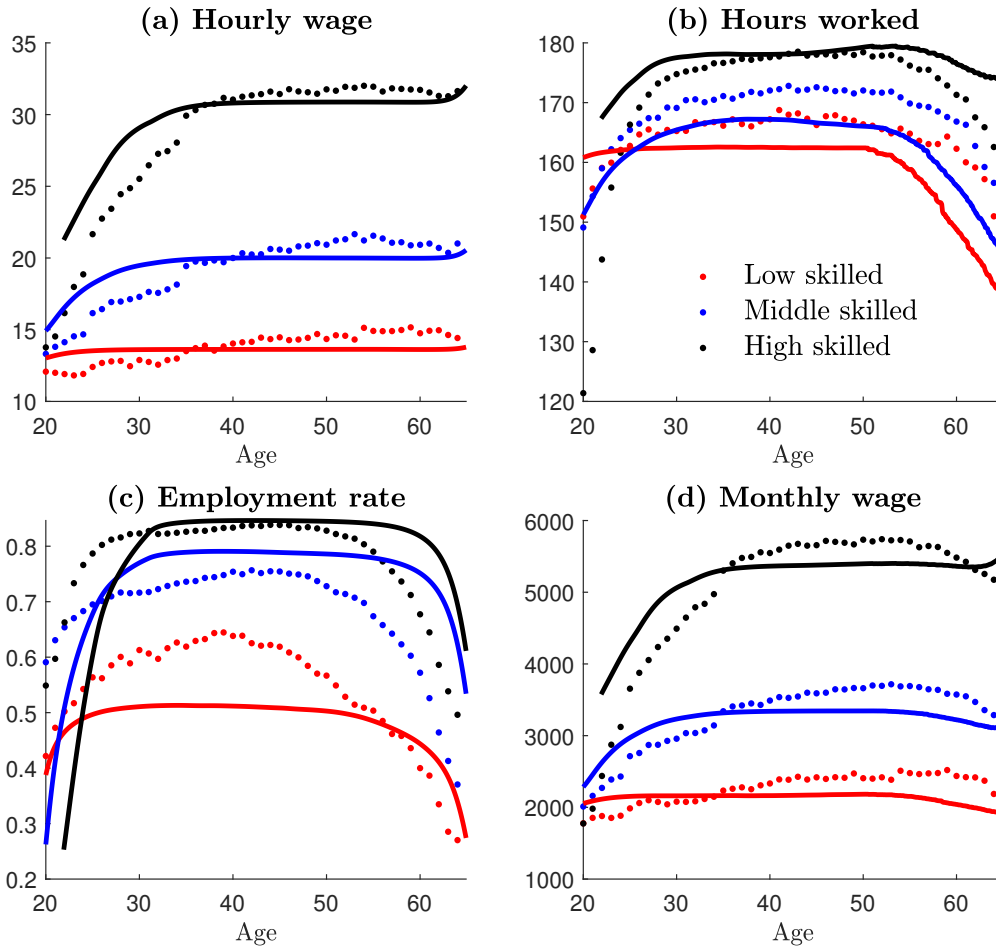 (a) Hourly wage
35
30
25
20
15
10
20 30 40 50 60
Age
(b) Hours worked
180
170
160
150
140
130
120
Low skilled
Middle skilled
High skilled
20 30 40 50 60
Age
(c) Employment rate
0.8
0.7
0.6
0.5
0.4
0.3
0.2
20 30 40 50 60
Age
(d) Monthly wage
6000
5000
4000
3000
2000
1000
20 30 40 50 60
Age